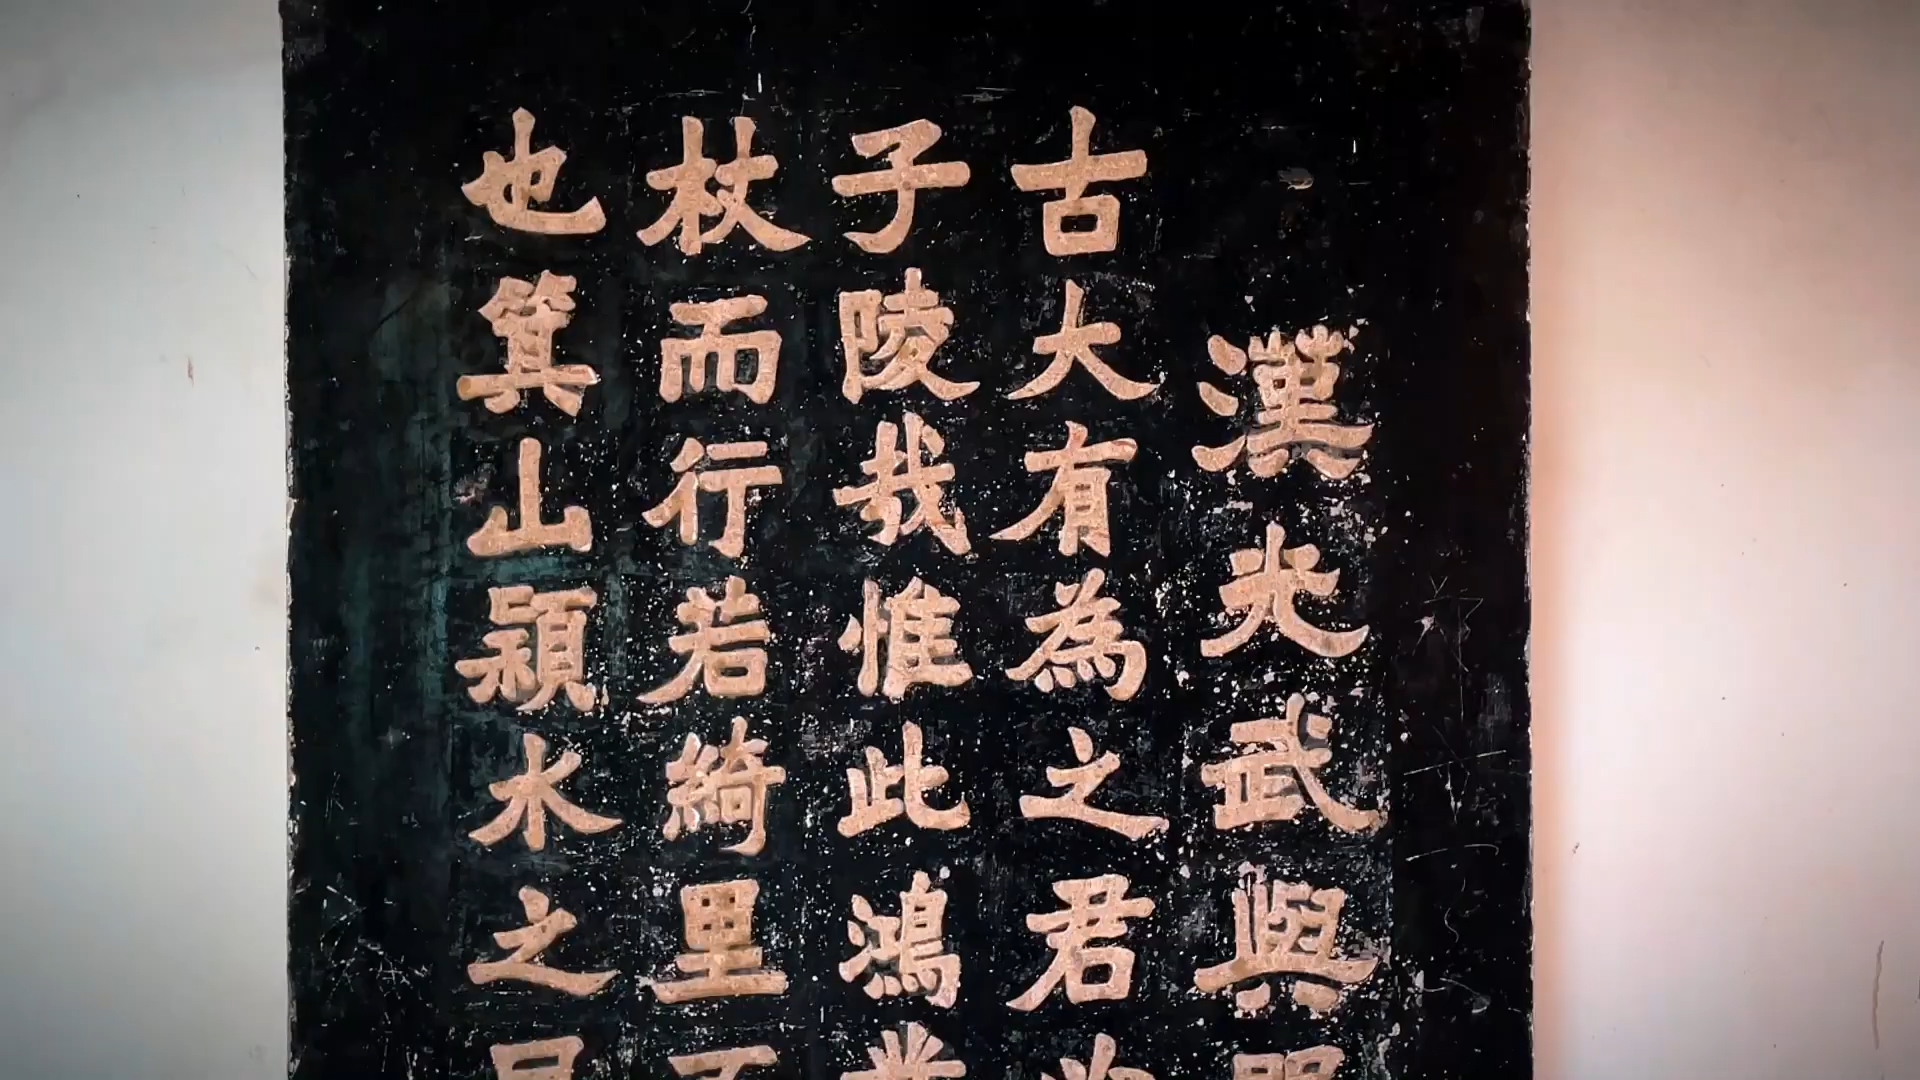 漢光武與
古大有為之君
子陵哉惟此鴻
杖而行若綺里
也箕山潁水之